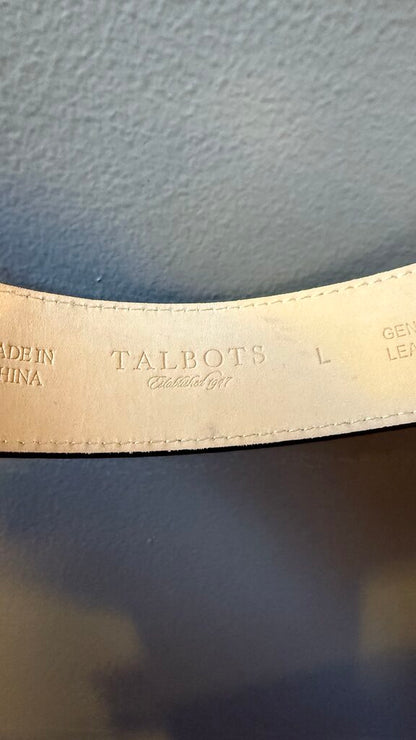 ADE IN
HINA
TALBOTS
Established 1947
L
GEN
LEA